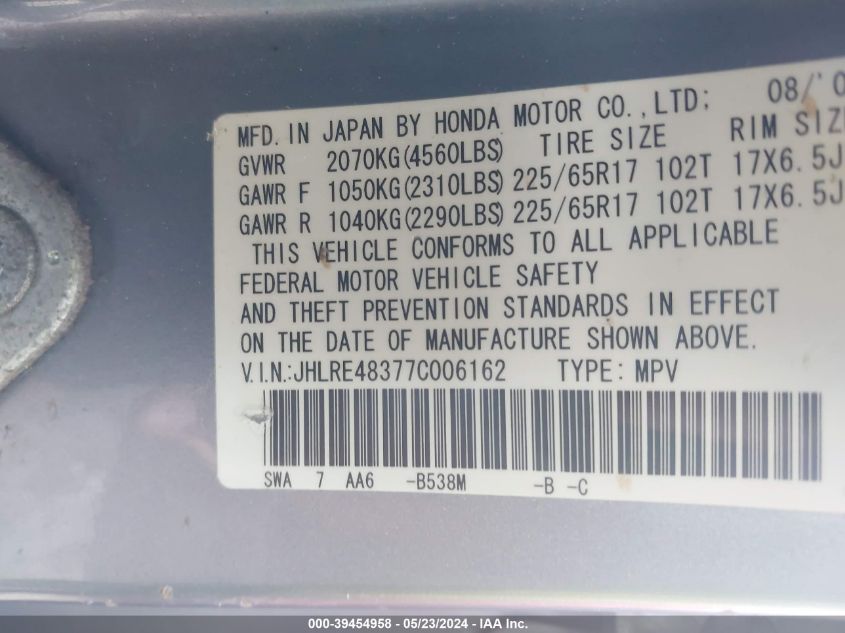 MFD. IN JAPAN BY HONDA MOTOR CO., LTD; 08/'0
GVWR 2070KG(4560LBS) TIRE SIZE RIM SIZE
GAWR F 1050KG(2310LBS) 225/65R17 102T 17X6.5J
GAWR R 1040KG(2290LBS) 225/65R17 102T 17X6.5J
THIS VEHICLE CONFORMS TO ALL APPLICABLE
FEDERAL MOTOR VEHICLE SAFETY
AND THEFT PREVENTION STANDARDS IN EFFECT
ON THE DATE OF MANUFACTURE SHOWN ABOVE.
V.I.N.:JHLRE48377C006162 TYPE: MPV
SWA 7 AA6 -B538M -B -C
000-39454958 - 05/23/2024 - IAA Inc.